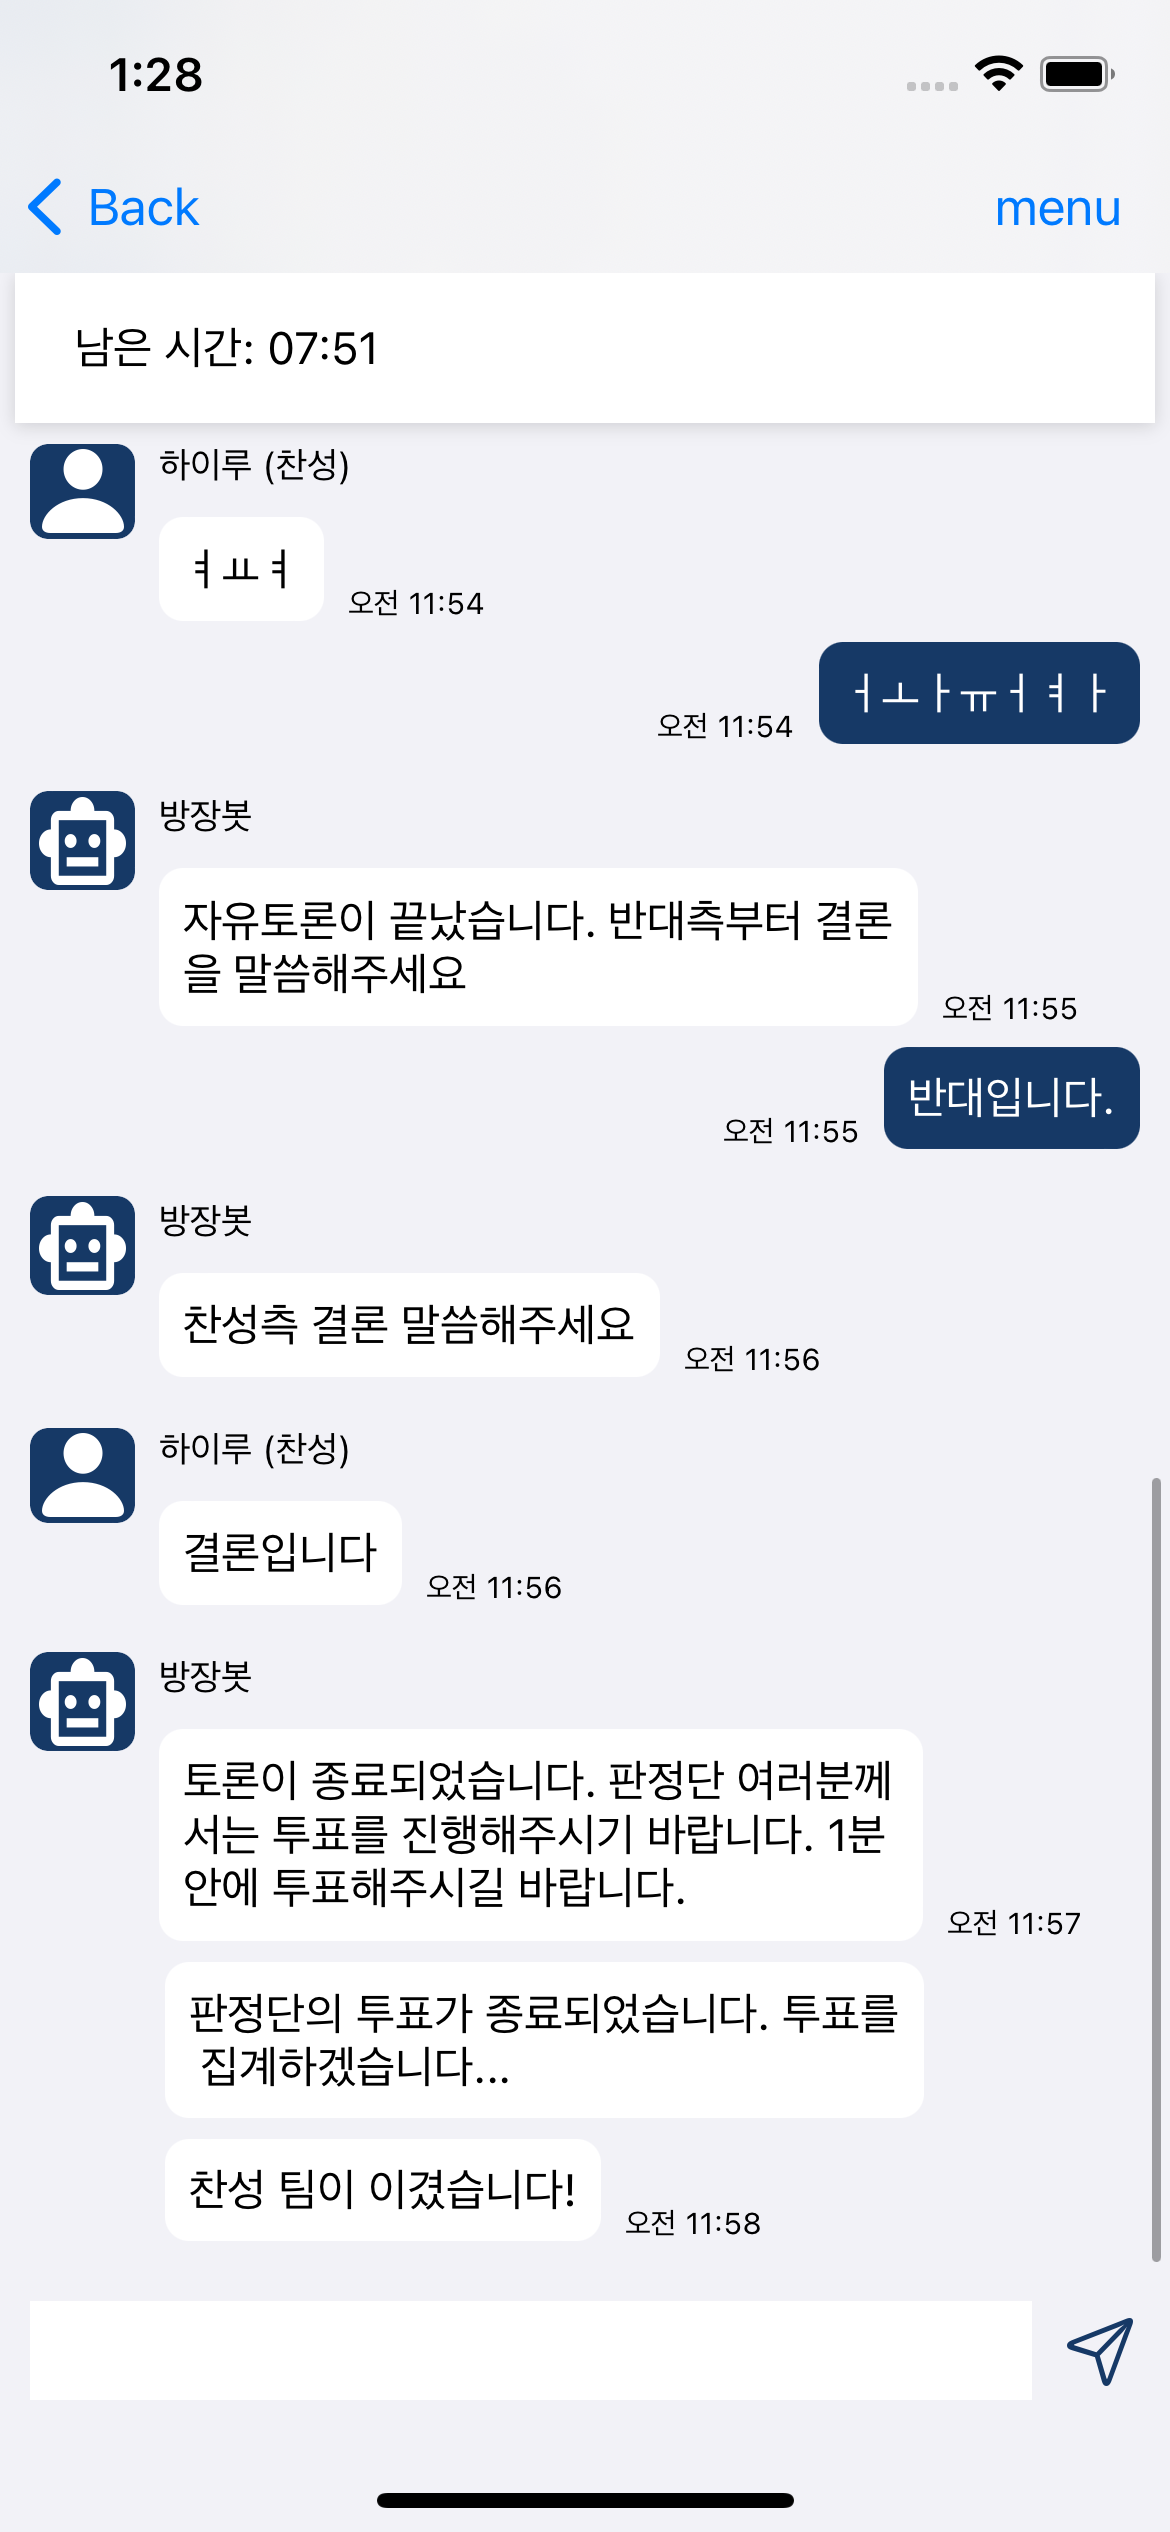 1:28
Back
menu
남은 시간: 07:51
하이루 (찬성)
ㅕㅛㅕ
오전 11:54
ㅓㅗㅏㅠㅓㅕㅏ
오전 11:54
방장봇
자유토론이 끝났습니다. 반대측부터 결론
을 말씀해주세요
오전 11:55
반대입니다.
오전 11:55
방장봇
찬성측 결론 말씀해주세요
오전 11:56
하이루 (찬성)
결론입니다
오전 11:56
방장봇
토론이 종료되었습니다. 판정단 여러분께
서는 투표를 진행해주시기 바랍니다. 1분
안에 투표해주시길 바랍니다.
오전 11:57
판정단의 투표가 종료되었습니다. 투표를
집계하겠습니다...
찬성 팀이 이겼습니다!
오전 11:58